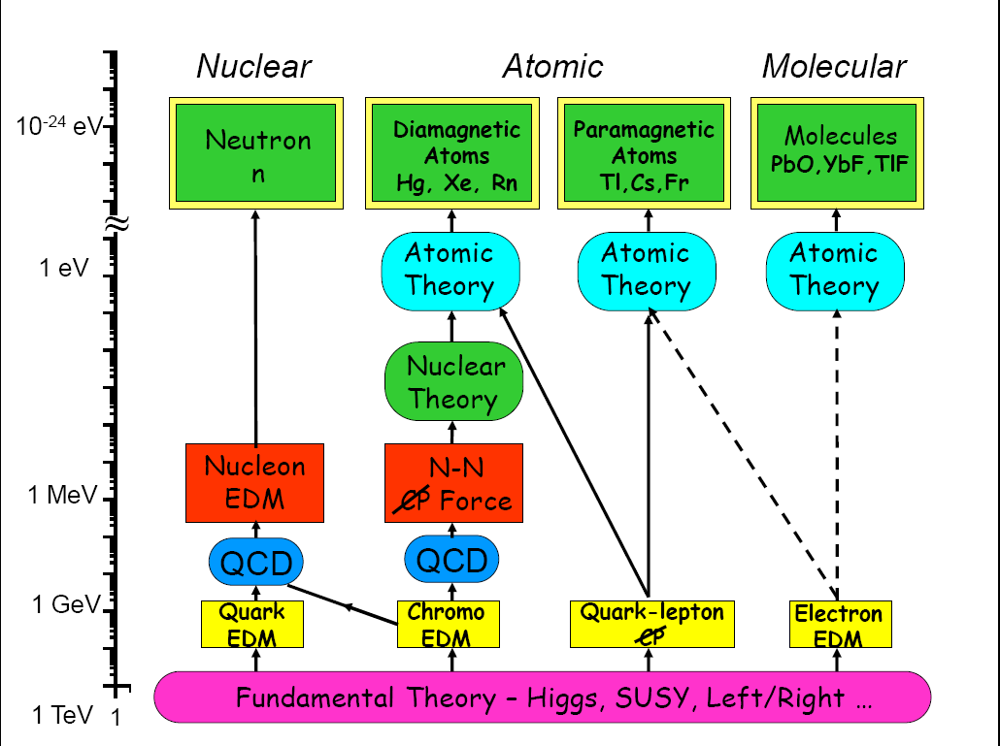 Nuclear
Atomic
Molecular
10-24 eV
Neutron
n
Diamagnetic
Atoms
Hg, Xe, Rn
Paramagnetic
Atoms
Tl,Cs,Fr
Molecules
PbO,YbF,TlF
1 eV
Atomic
Theory
Atomic
Theory
Atomic
Theory
Nuclear
Theory
1 MeV
Nucleon
EDM
N-N
CP Force
QCD
QCD
1 GeV
Quark
EDM
Chromo
EDM
Quark-lepton
CP
Electron
EDM
Fundamental Theory – Higgs, SUSY, Left/Right …
1 TeV
1